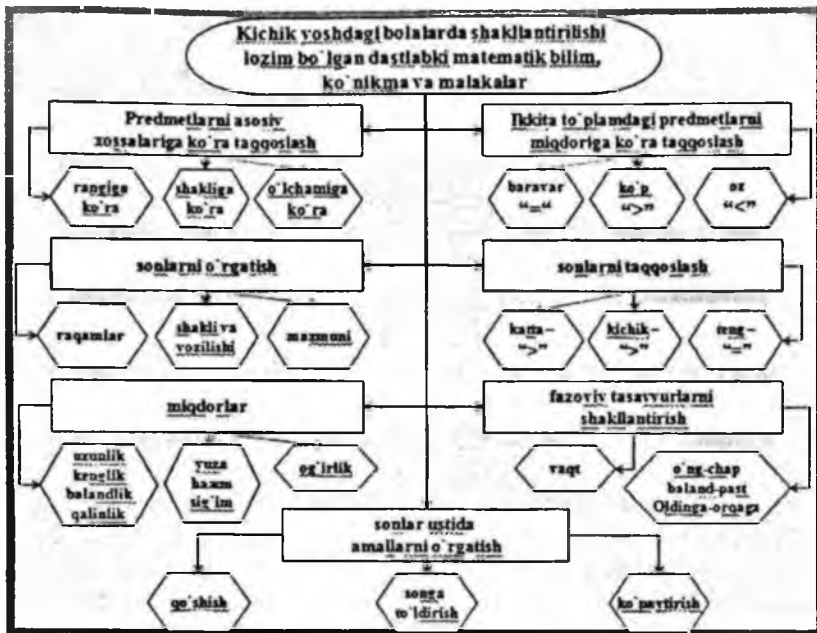 Kichik yoshdagi bolalarda shakllantirilishi
lozim bo`lgan dastlabki matematik bilim,
ko`nikma va malakalar
Predmetlarni asosiy
xossalariga ko`ra taqqoslash
Ikkita to`plamdagi predmetlarni
miqdoriga ko`ra taqqoslash
rangiga
ko`ra
shakliga
ko`ra
o`lchamiga
ko`ra
baravar
“=“
ko`p
“>”
oz
“<”
sonlarni o`rgatish
sonlarni taqqoslash
raqamlar
shakli va
yozilishi
mazmuni
katta–
“>”
kichik–
“>”
teng–
“=”
miqdorlar
fazoviy tasavvurlarni
shakllantirish
uzunlik
kenglik
balandlik
qalinlik
yuza
haxm
sig`im
og`irlik
vaqt
o`ng-chap
baland-past
Oldinga-orqaga
sonlar ustida
amallarni o`rgatish
qo`shish
songa
to`ldirish
ko`paytirish